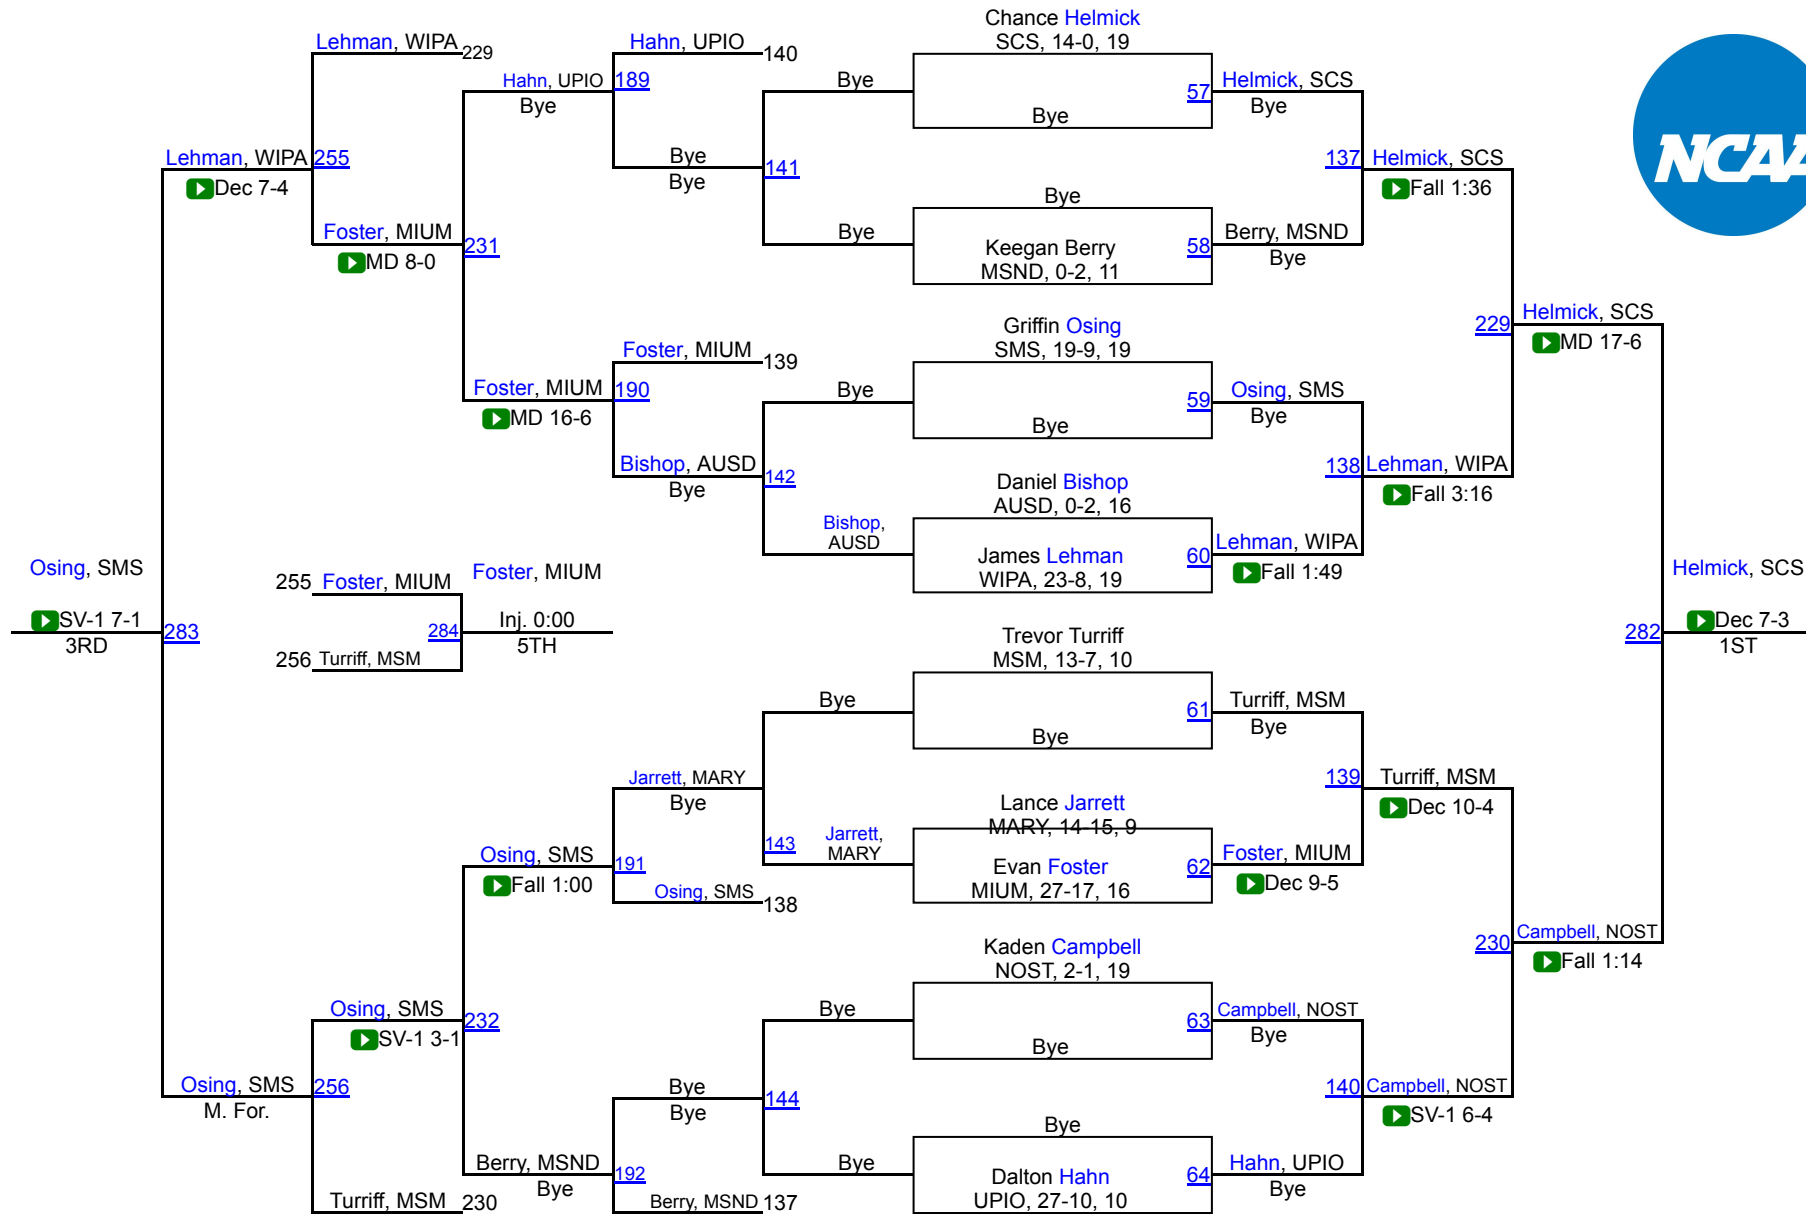 Chance Helmick
SCS, 14-0, 19
Lehman, WIPA
229
Hahn, UPIO
140
Hahn, UPIO
189
Bye
Bye
Bye
57
Helmick, SCS
Bye
NCAA
Lehman, WIPA
255
Dec 7-4
Bye
Bye
141
137
Helmick, SCS
Fall 1:36
Foster, MIUM
MD 8-0
231
Bye
Bye
Keegan Berry
MSND, 0-2, 11
58
Berry, MSND
Bye
Griffin Osing
SMS, 19-9, 19
229
Helmick, SCS
MD 17-6
Foster, MIUM
139
Foster, MIUM
190
MD 16-6
Bye
Bye
59
Osing, SMS
Bye
Bishop, AUSD
142
Bye
Daniel Bishop
AUSD, 0-2, 16
138
Lehman, WIPA
Fall 3:16
Bishop,
AUSD
James Lehman
WIPA, 23-8, 19
60
Lehman, WIPA
Fall 1:49
Osing, SMS
SV-1 7-1
3RD
283
255
Foster, MIUM
Foster, MIUM
284
Inj. 0:00
5TH
256
Turriff, MSM
Helmick, SCS
282
Dec 7-3
1ST
Trevor Turriff
MSM, 13-7, 10
Bye
Bye
61
Turriff, MSM
Bye
Jarrett, MARY
Bye
Lance Jarrett
MARY, 14-15, 9
139
Turriff, MSM
Dec 10-4
143
Jarrett,
MARY
Evan Foster
MIUM, 27-17, 16
62
Foster, MIUM
Dec 9-5
Osing, SMS
191
Fall 1:00
Osing, SMS
138
Kaden Campbell
NOST, 2-1, 19
230
Campbell, NOST
Fall 1:14
Osing, SMS
232
SV-1 3-1
Bye
Bye
63
Campbell, NOST
Bye
Osing, SMS
256
M. For.
Bye
Bye
144
140
Campbell, NOST
SV-1 6-4
Berry, MSND
192
Bye
Bye
Bye
Dalton Hahn
UPIO, 27-10, 10
64
Hahn, UPIO
Bye
Turriff, MSM
230
Berry, MSND
137